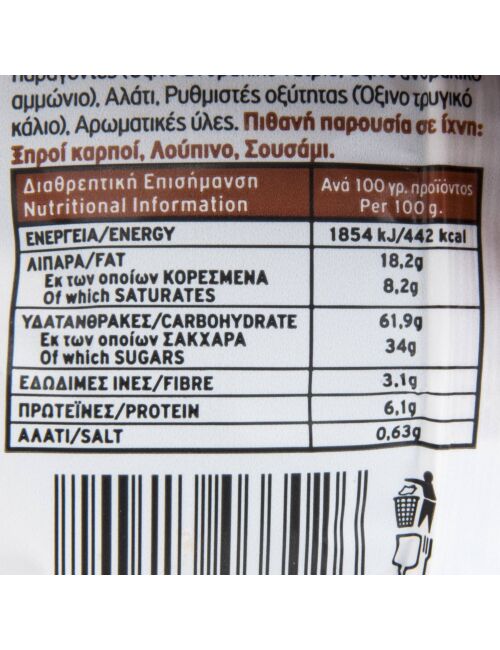 αμμώνιο), Αλάτι, Ρυθμιστές οξύτητας (Όξινο τρυγικό
κάλιο), Αρωματικές ύλες. Πιθανή παρουσία σε ίχνη:
Ξηροί καρποί, Λούπινο, Σουσάμι.
Διαθρεπτική Επισήμανση
Nutritional Information
Ανά 100 γρ. προϊόντος
Per 100 g.
ΕΝΕΡΓΕΙΑ/ENERGY 1854 kJ/442 kcal
ΛΙΠΑΡΑ/FAT 18,2g
Εκ των οποίων ΚΟΡΕΣΜΕΝΑ
Of which SATURATES 8,2g
ΥΔΑΤΑΝΘΡΑΚΕΣ/CARBOHYDRATE 61,9g
Εκ των οποίων ΣΑΚΧΑΡΑ
Of which SUGARS 34g
ΕΔΩΔΙΜΕΣ ΙΝΕΣ/FIBRE 3,1g
ΠΡΩΤΕΪΝΕΣ/PROTEIN 6,1g
ΑΛΑΤΙ/SALT 0,63g